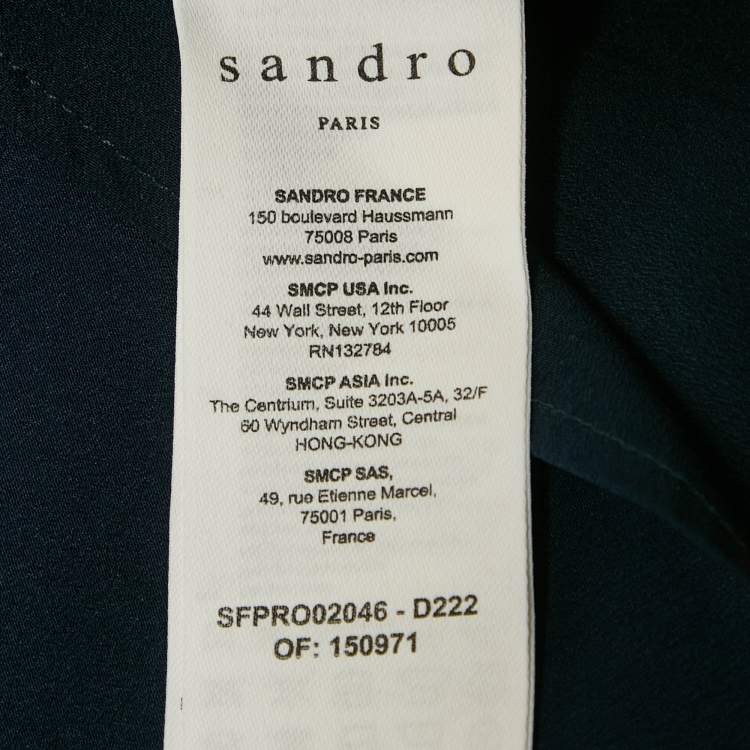 sandro
PARIS
SANDRO FRANCE
150 boulevard Haussmann
75008 Paris
www.sandro-paris.com
SMCP USA Inc.
44 Wall Street, 12th Floor
New York, New York 10005
RN132784
SMCP ASIA Inc.
The Centrium, Suite 3203A-5A, 32/F
60 Wyndham Street, Central
HONG-KONG
SMCP SAS,
49, rue Etienne Marcel,
75001 Paris,
France
SFPRO02046 - D222
OF: 150971